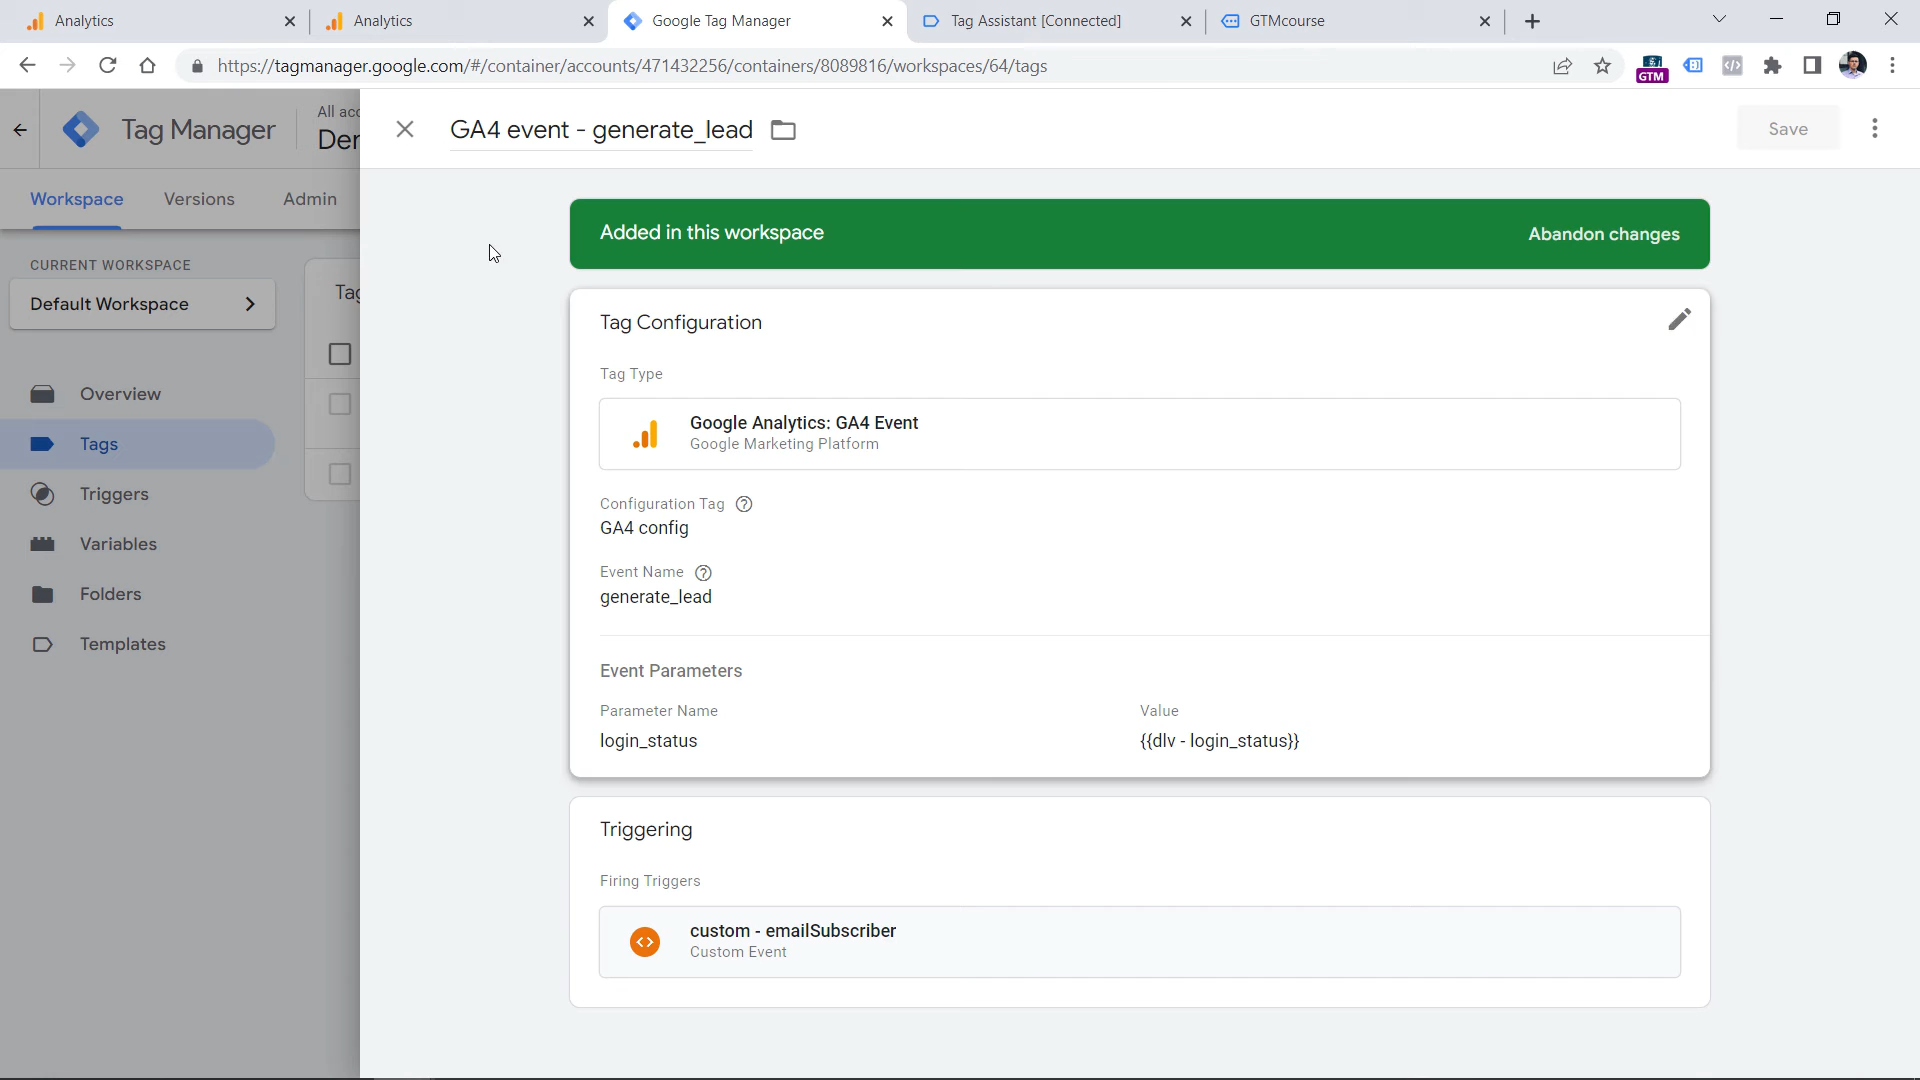 Analytics
Analytics
Google Tag Manager
Tag Assistant [Connected]
GTMcourse
https://tagmanager.google.com/#/container/accounts/471432256/containers/8089816/workspaces/64/tags
GTM
Tag Manager
All acc
Der
GA4 event - generate_lead
Save
Workspace
Versions
Admin
Added in this workspace
Abandon changes
CURRENT WORKSPACE
Default Workspace
Tag
Overview
Tags
Triggers
Variables
Folders
Templates
Tag Configuration
Tag Type
Google Analytics: GA4 Event
Google Marketing Platform
Configuration Tag
GA4 config
Event Name
generate_lead
Event Parameters
Parameter Name
Value
login_status
{{dlv - login_status}}
Triggering
Firing Triggers
custom - emailSubscriber
Custom Event